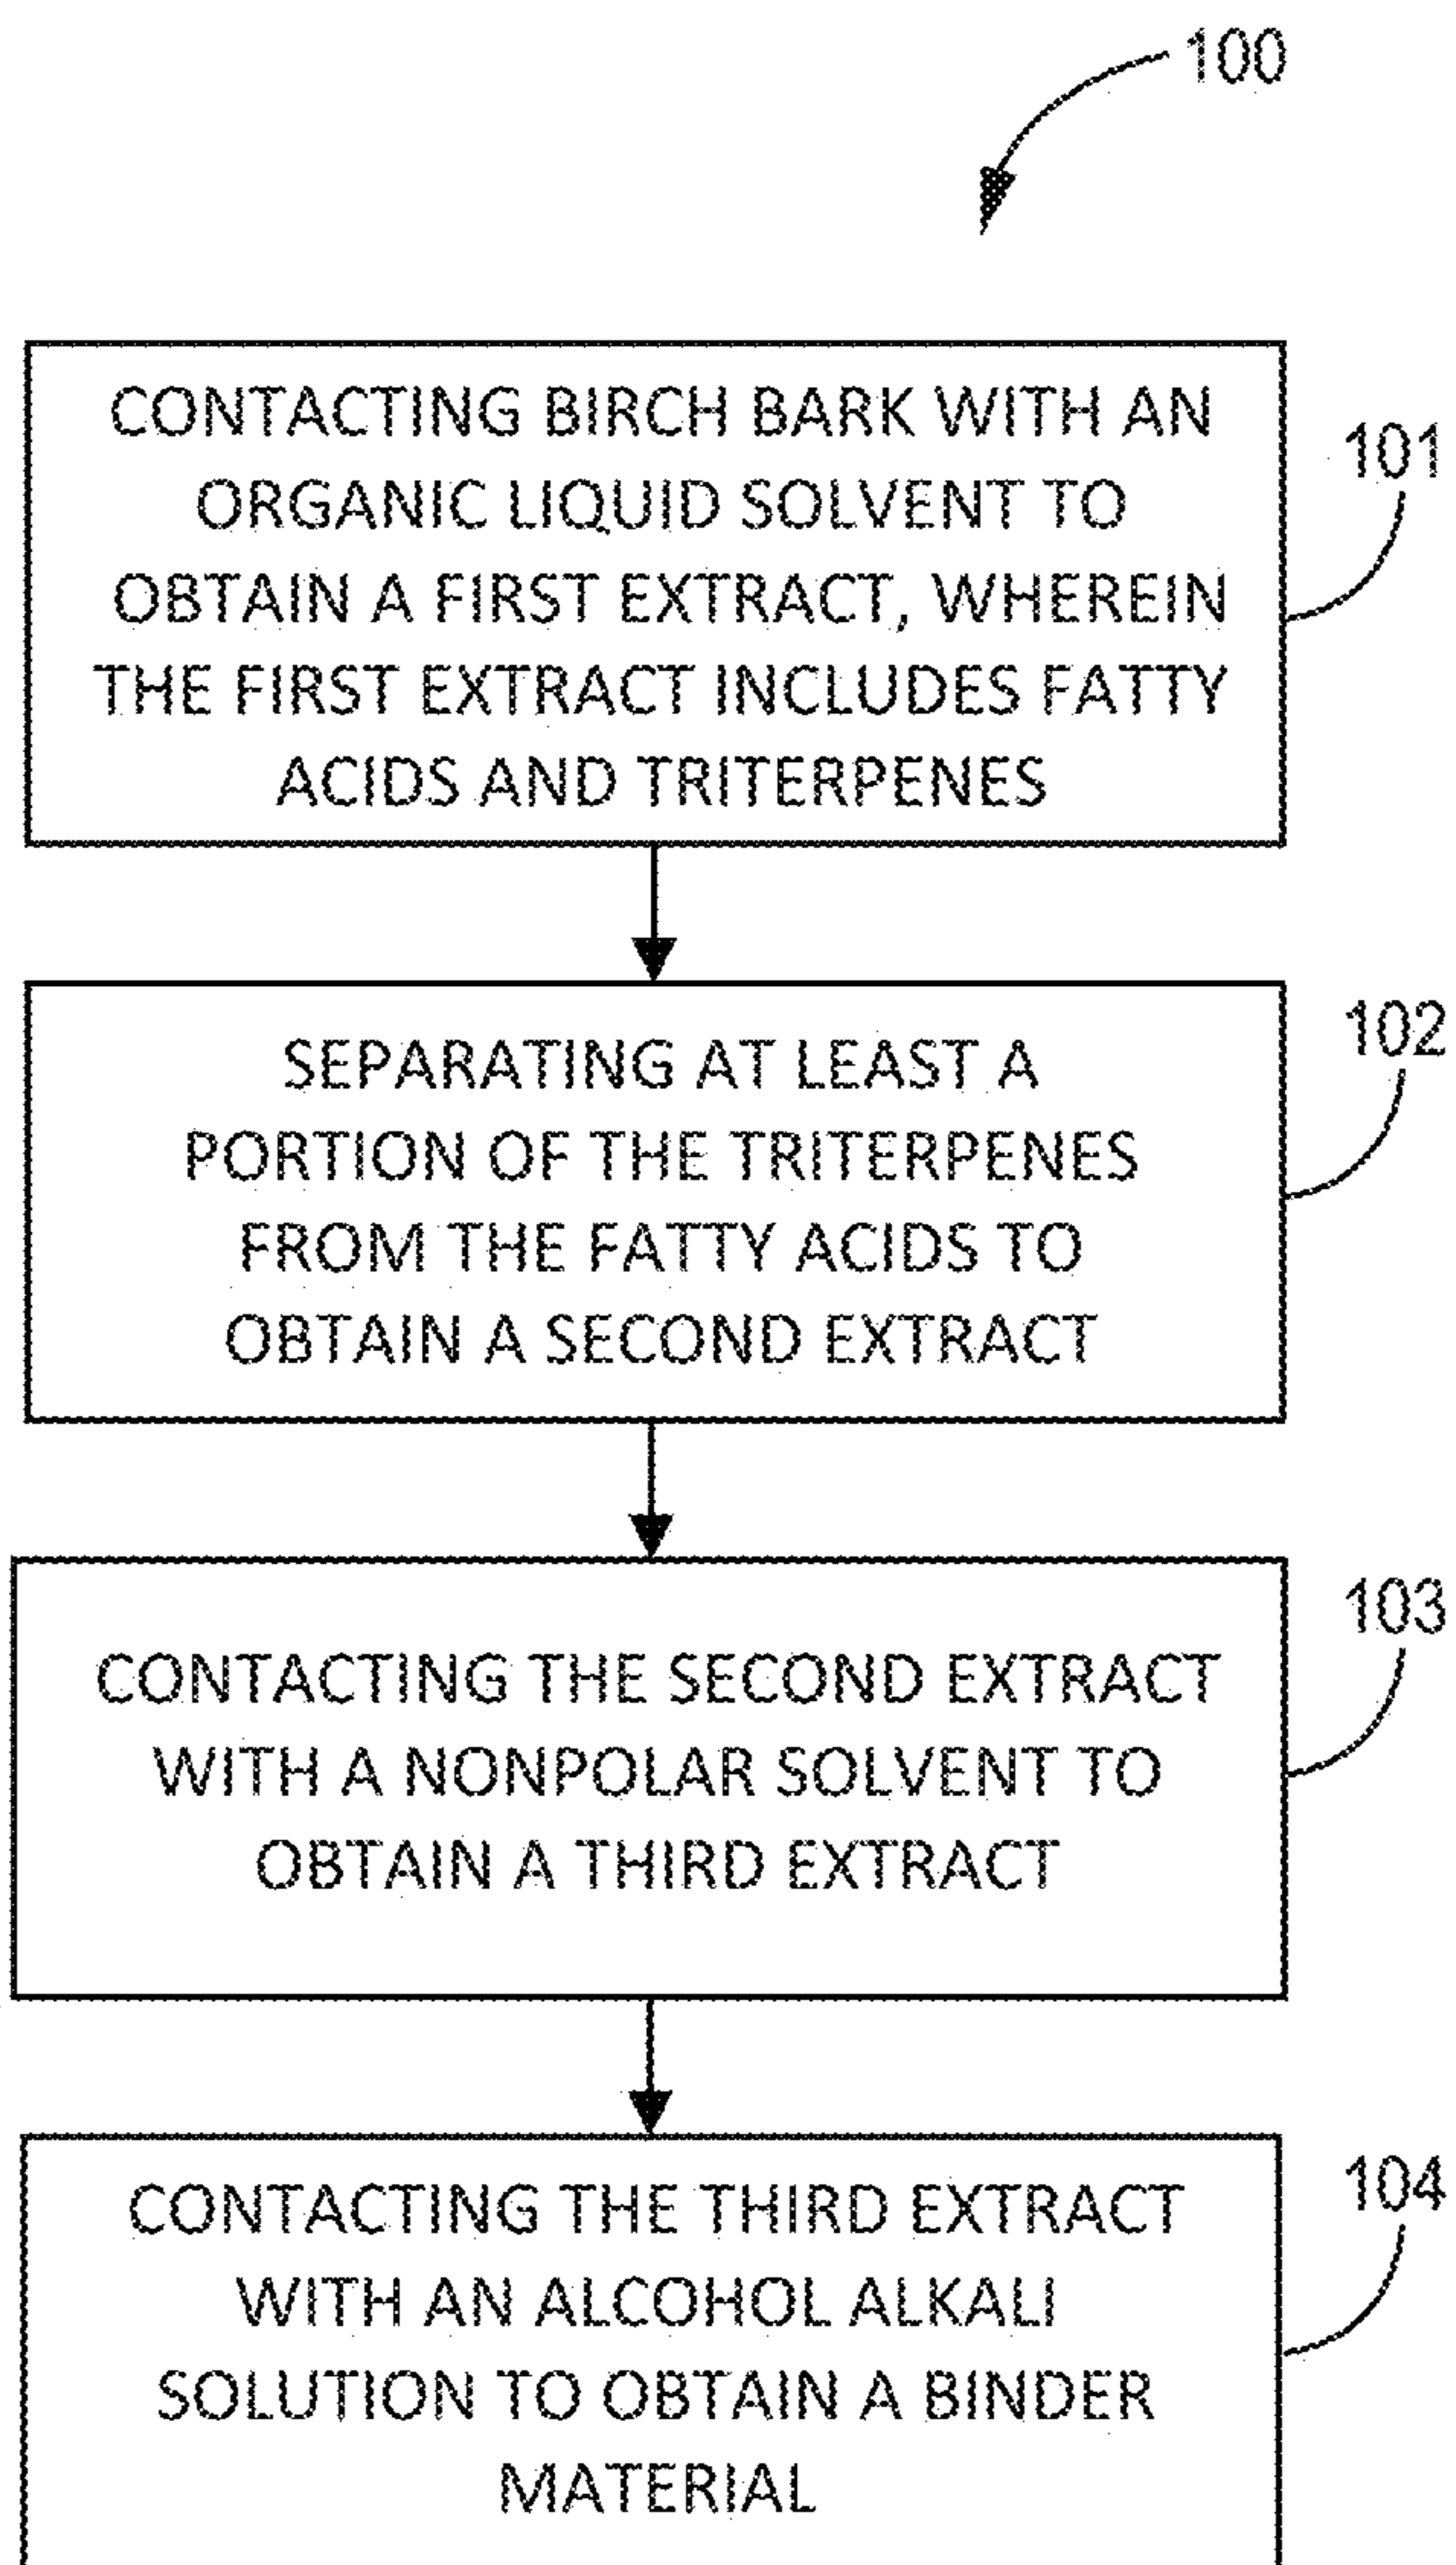 100
CONTACTING BIRCH BARK WITH AN
ORGANIC LIQUID SOLVENT TO
OBTAIN A FIRST EXTRACT, WHEREIN
THE FIRST EXTRACT INCLUDES FATTY
ACIDS AND TRITERPENES
101
SEPARATING AT LEAST A
PORTION OF THE TRITERPENES
FROM THE FATTY ACIDS TO
OBTAIN A SECOND EXTRACT
102
CONTACTING THE SECOND EXTRACT
WITH A NONPOLAR SOLVENT TO
OBTAIN A THIRD EXTRACT
103
CONTACTING THE THIRD EXTRACT
WITH AN ALCOHOL ALKALI
SOLUTION TO OBTAIN A BINDER
MATERIAL
104